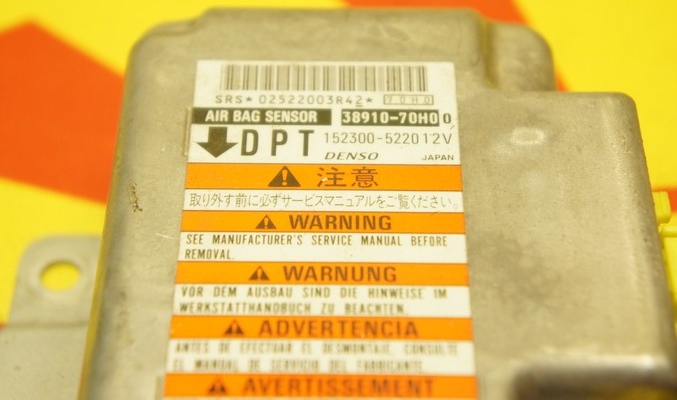 SRS*02522003R42* 70H0
AIR BAG SENSOR 38910-70H00
DPT 152300-5220 12V
DENSO JAPAN
注意
取り外す前に必ずサービスマニュアルをご覧ください。
WARNING
SEE MANUFACTURER'S SERVICE MANUAL BEFORE
REMOVAL.
WARNUNG
VOR DEM AUSBAU SIND DIE HINWEISE IM
WERKSTATTHANDBUCH ZU BEACHTEN.
ADVERTENCIA
ANTES DE EFECTUAR EL DESMONTAJE, CONSULTE
EL MANUAL DE SERVICIO DEL FABRICANTE
AVERTISSEMENT